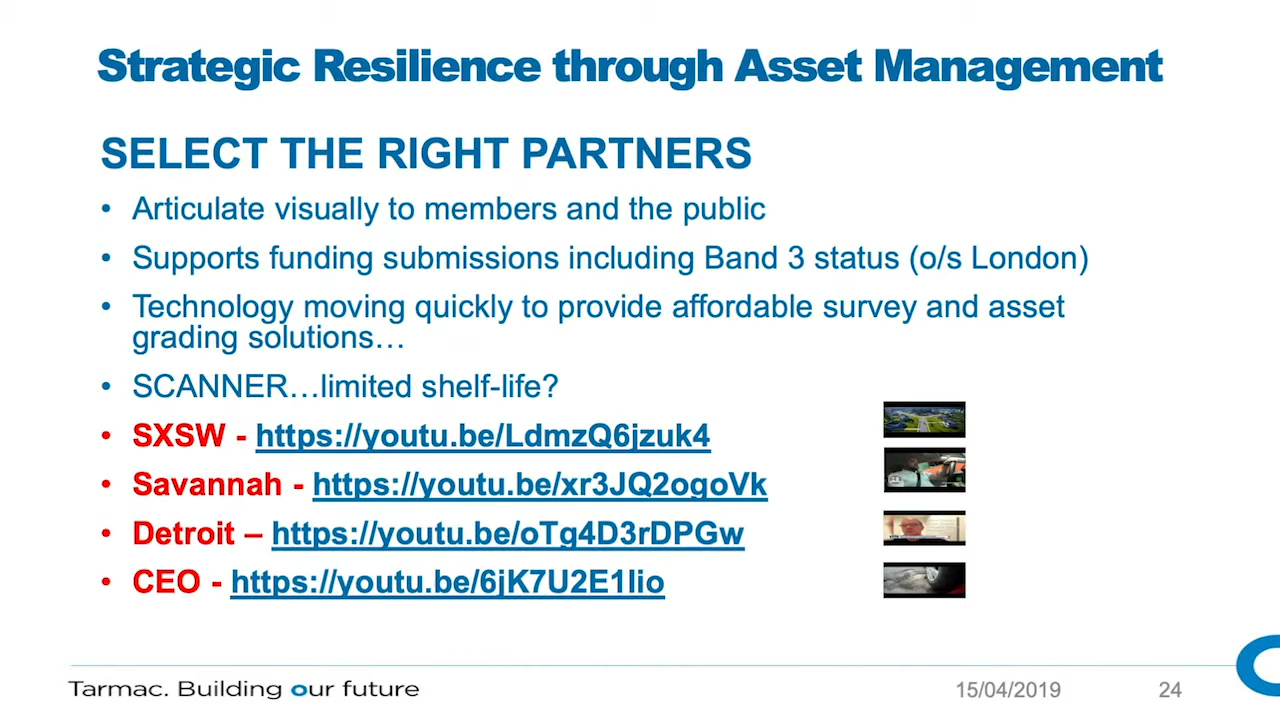 Strategic Resilience through Asset Management
SELECT THE RIGHT PARTNERS
• Articulate visually to members and the public
• Supports funding submissions including Band 3 status (o/s London)
• Technology moving quickly to provide affordable survey and asset
grading solutions…
• SCANNER…limited shelf-life?
• SXSW - https://youtu.be/LdmzQ6jzuk4
• Savannah - https://youtu.be/xr3JQ2ogoVk
• Detroit – https://youtu.be/oTg4D3rDPGw
• CEO - https://youtu.be/6jK7U2E1lio
Tarmac. Building our future
15/04/2019
24